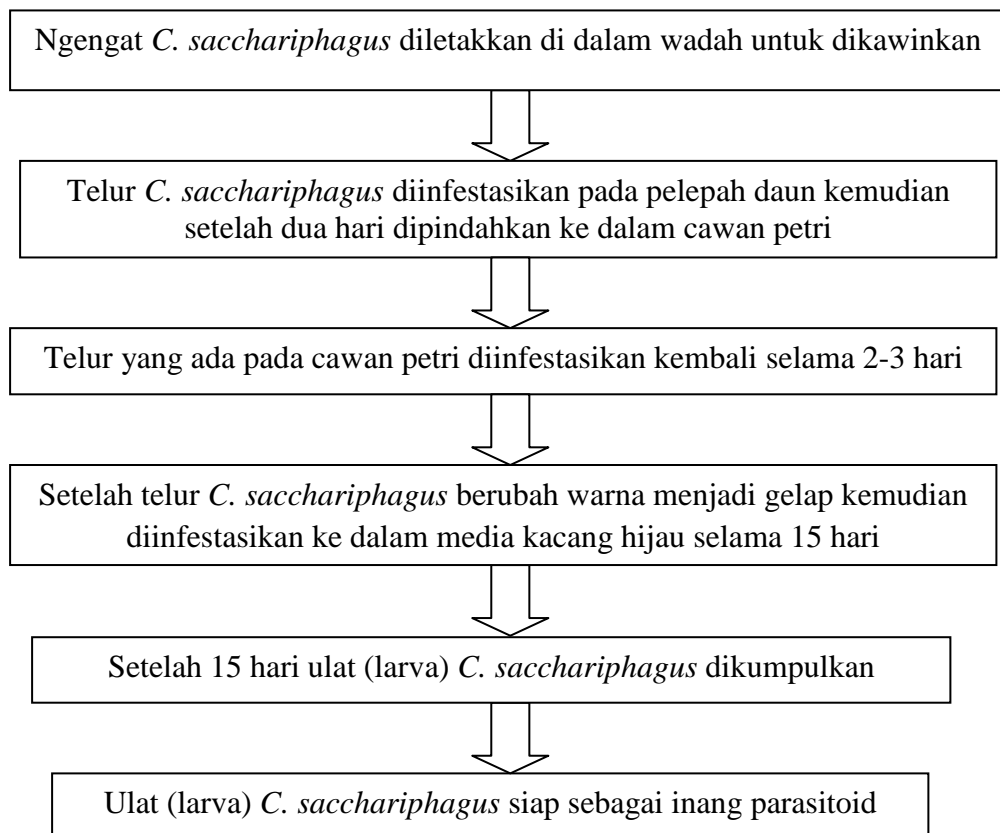 Ngengat C. sacchariphagus diletakkan di dalam wadah untuk dikawinkan
Telur C. sacchariphagus diinfestasikan pada pelepah daun kemudian
setelah dua hari dipindahkan ke dalam cawan petri
Telur yang ada pada cawan petri diinfestasikan kembali selama 2-3 hari
Setelah telur C. sacchariphagus berubah warna menjadi gelap kemudian
diinfestasikan ke dalam media kacang hijau selama 15 hari
Setelah 15 hari ulat (larva) C. sacchariphagus dikumpulkan
Ulat (larva) C. sacchariphagus siap sebagai inang parasitoid